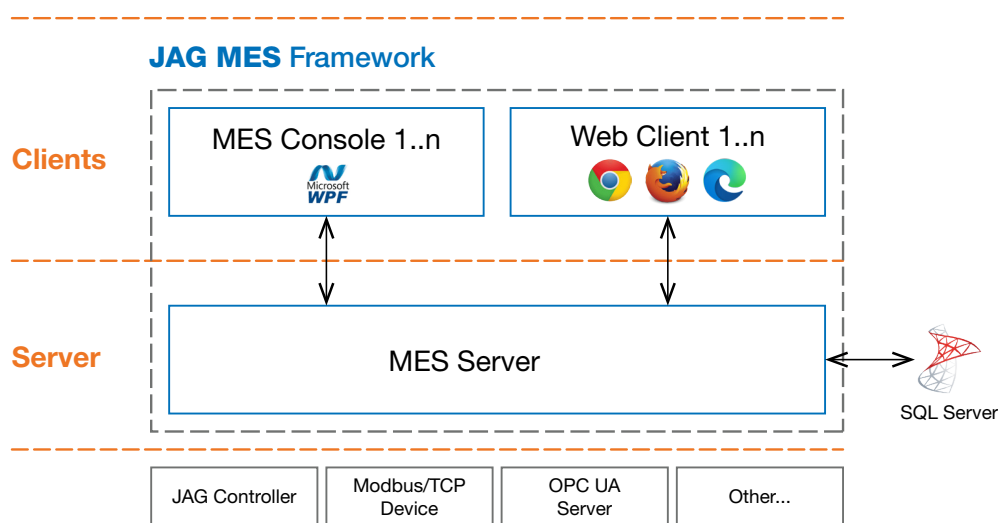 JAG MES Framework
Clients
MES Console 1..n
Microsoft
WPF
Web Client 1..n
Server
MES Server
SQL Server
JAG Controller
Modbus/TCP
Device
OPC UA
Server
Other...